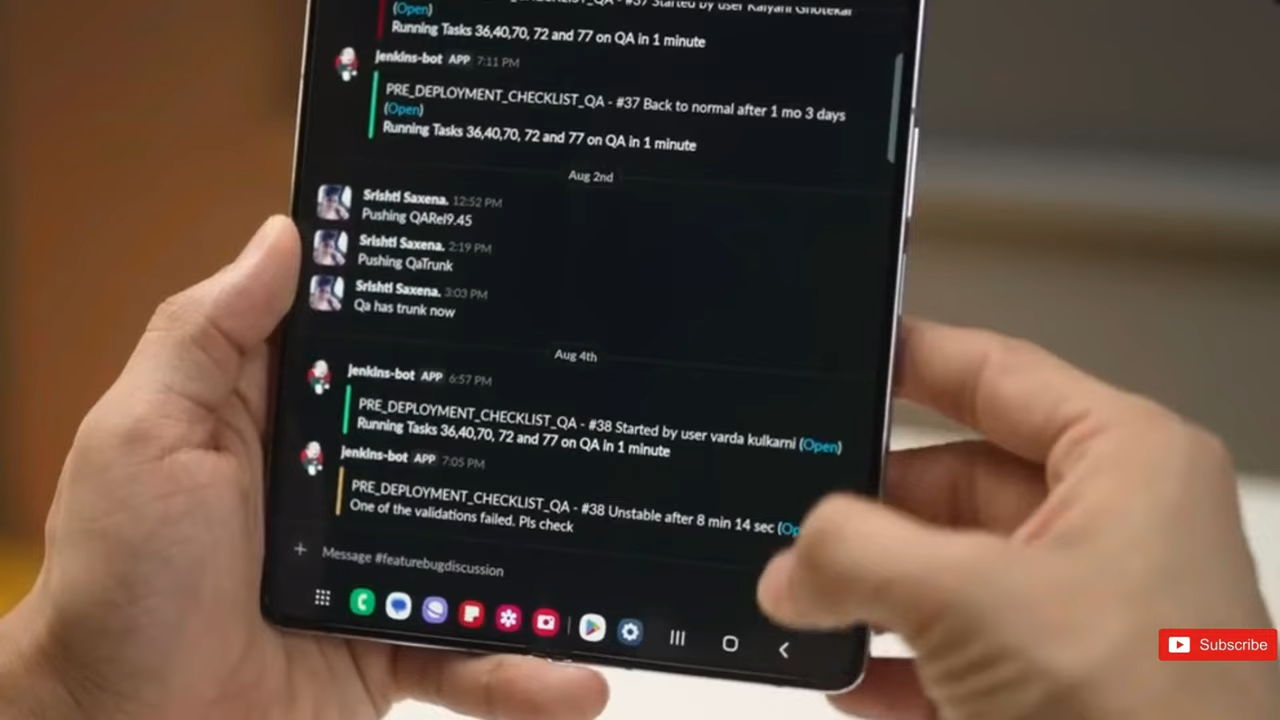 #37 Started by user Kalyani Ghotekar
(Open)
Running Tasks 36,40,70, 72 and 77 on QA in 1 minute
Jenkins-bot APP 7:11 PM
PRE_DEPLOYMENT_CHECKLIST_QA - #37 Back to normal after 1 mo 3 days
(Open)
Running Tasks 36,40,70, 72 and 77 on QA in 1 minute
Aug 2nd
Srishti Saxena. 12:52 PM
Pushing QARel9.45
Srishti Saxena. 2:19 PM
Pushing QaTrunk
Srishti Saxena. 3:03 PM
Qa has trunk now
Aug 4th
Jenkins-bot APP 6:57 PM
PRE_DEPLOYMENT_CHECKLIST_QA - #38 Started by user varda kulkarni (Open)
Running Tasks 36,40,70, 72 and 77 on QA in 1 minute
Jenkins-bot APP 7:05 PM
PRE_DEPLOYMENT_CHECKLIST_QA - #38 Unstable after 8 min 14 sec (Op
One of the validations failed. Pls check
Message #featurebugdiscussion
Subscribe